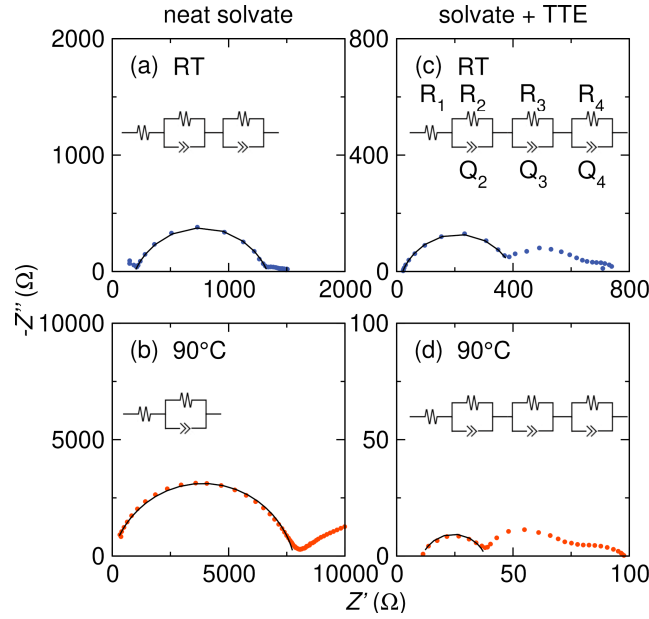 neat solvate
solvate + TTE
2000
(a) RT
1000
0
0
1000
2000
800
(c) RT
R1 R2 R3 R4
400
Q2 Q3 Q4
0
0
400
800
-Z'' (Ω)
10000
(b) 90°C
5000
0
0
5000
10000
100
(d) 90°C
50
0
0
50
100
Z' (Ω)